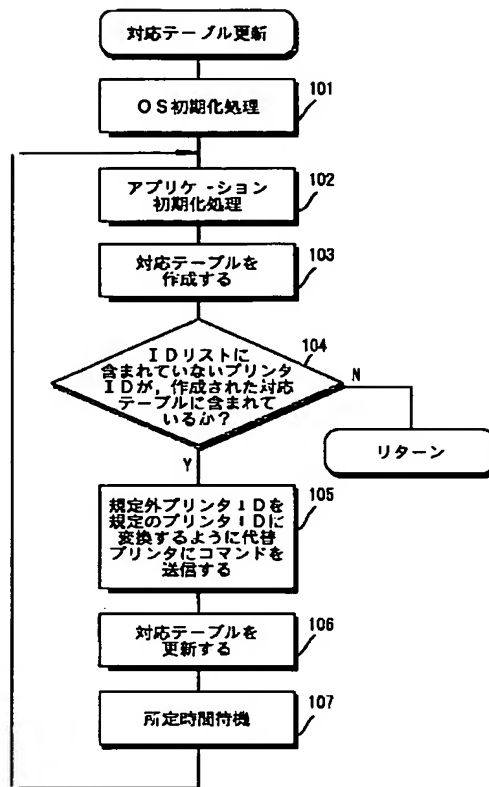 対応テーブル更新
101
OS初期化処理
102
アプリケーション
初期化処理
103
対応テーブルを
作成する
104
IDリストに
含まれていないプリンタ
IDが,作成された対応
テーブルに含まれて
いるか?
N
リターン
Y
105
規定外プリンタIDを
規定のプリンタIDに
変換するように代替
プリンタにコマンドを
送信する
106
対応テーブルを
更新する
107
所定時間待機